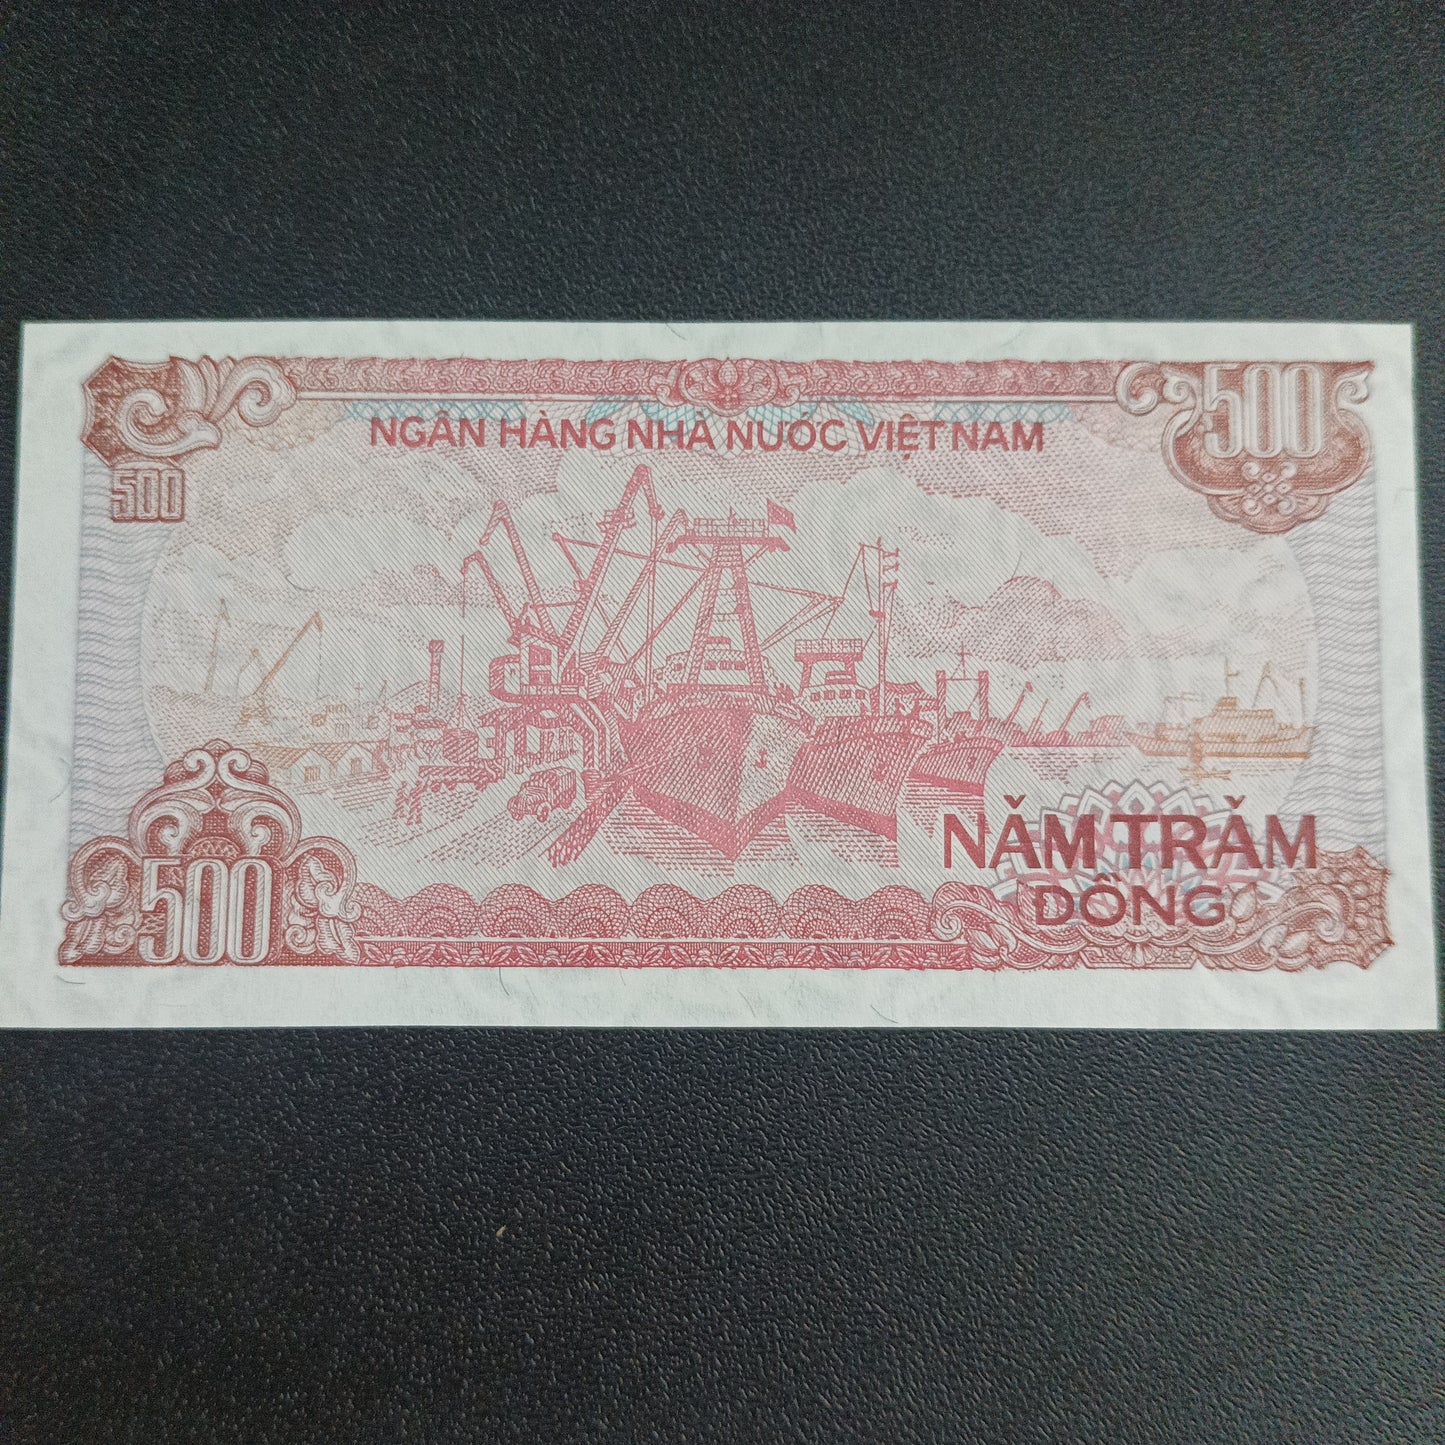 500
NGÂN HÀNG NHÀ NƯỚC VIỆT NAM
500
NĂM TRĂM
ĐỒNG
500